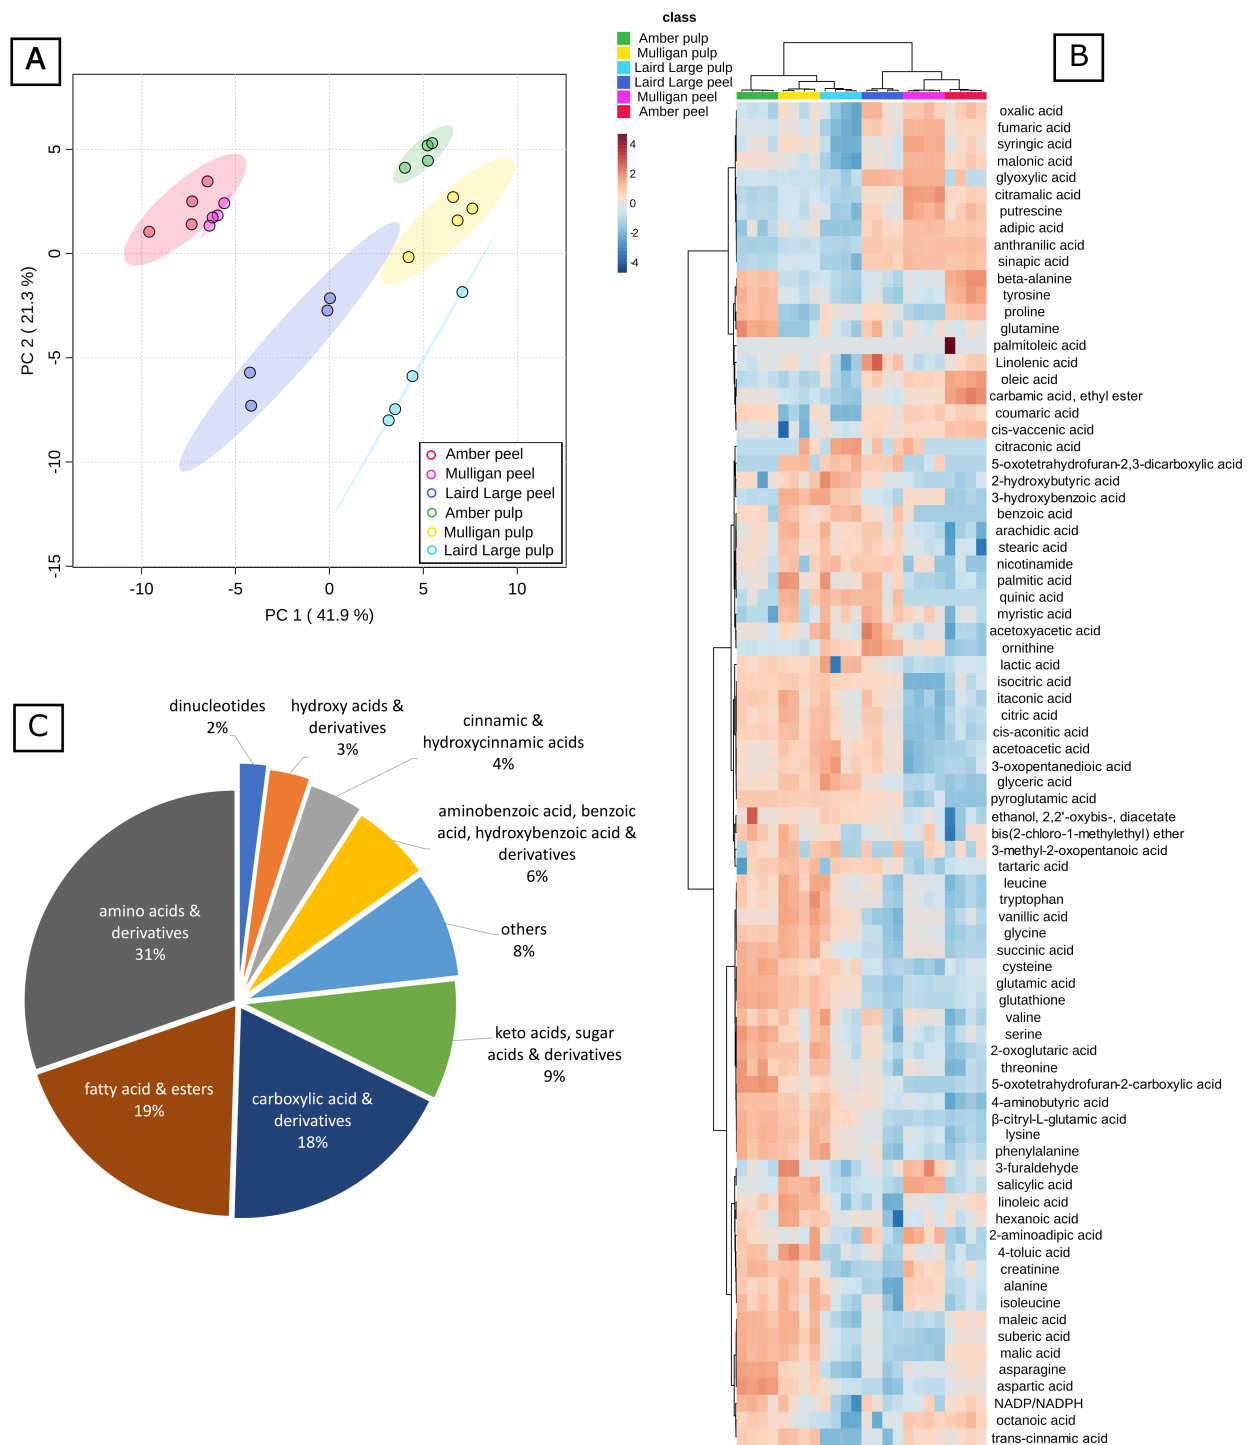 A
5
0
-5
-10
-15
PC 2 ( 21.3 %)
-10
-5
0
5
10
PC 1 ( 41.9 %)
Amber peel
Mulligan peel
Laird Large peel
Amber pulp
Mulligan pulp
Laird Large pulp
class
Amber pulp
Mulligan pulp
Laird Large pulp
Laird Large peel
Mulligan peel
Amber peel
4
2
0
-2
-4
B
oxalic acid
fumaric acid
syringic acid
malonic acid
glyoxylic acid
citramalic acid
putrescine
adipic acid
anthranilic acid
sinapic acid
beta-alanine
tyrosine
proline
glutamine
palmitoleic acid
Linolenic acid
oleic acid
carbamic acid, ethyl ester
coumaric acid
cis-vaccenic acid
citraconic acid
5-oxotetrahydrofuran-2,3-dicarboxylic acid
2-hydroxybutyric acid
3-hydroxybenzoic acid
benzoic acid
arachidic acid
stearic acid
nicotinamide
palmitic acid
quinic acid
myristic acid
acetoxyacetic acid
ornithine
lactic acid
isocitric acid
itaconic acid
citric acid
cis-aconitic acid
acetoacetic acid
3-oxopentanedioic acid
glyceric acid
pyroglutamic acid
ethanol, 2,2'-oxybis-, diacetate
bis(2-chloro-1-methylethyl) ether
3-methyl-2-oxopentanoic acid
tartaric acid
leucine
tryptophan
vanillic acid
glycine
succinic acid
cysteine
glutamic acid
glutathione
valine
serine
2-oxoglutaric acid
threonine
5-oxotetrahydrofuran-2-carboxylic acid
4-aminobutyric acid
β-citryl-L-glutamic acid
lysine
phenylalanine
3-furaldehyde
salicylic acid
linoleic acid
hexanoic acid
2-aminoadipic acid
4-toluic acid
creatinine
alanine
isoleucine
maleic acid
suberic acid
malic acid
asparagine
aspartic acid
NADP/NADPH
octanoic acid
trans-cinnamic acid
C
dinucleotides
2%
hydroxy acids &
derivatives
3%
cinnamic &
hydroxycinnamic acids
4%
aminobenzoic acid, benzoic
acid, hydroxybenzoic acid &
derivatives
6%
others
8%
keto acids, sugar
acids & derivatives
9%
carboxylic acid &
derivatives
18%
fatty acid & esters
19%
amino acids &
derivatives
31%